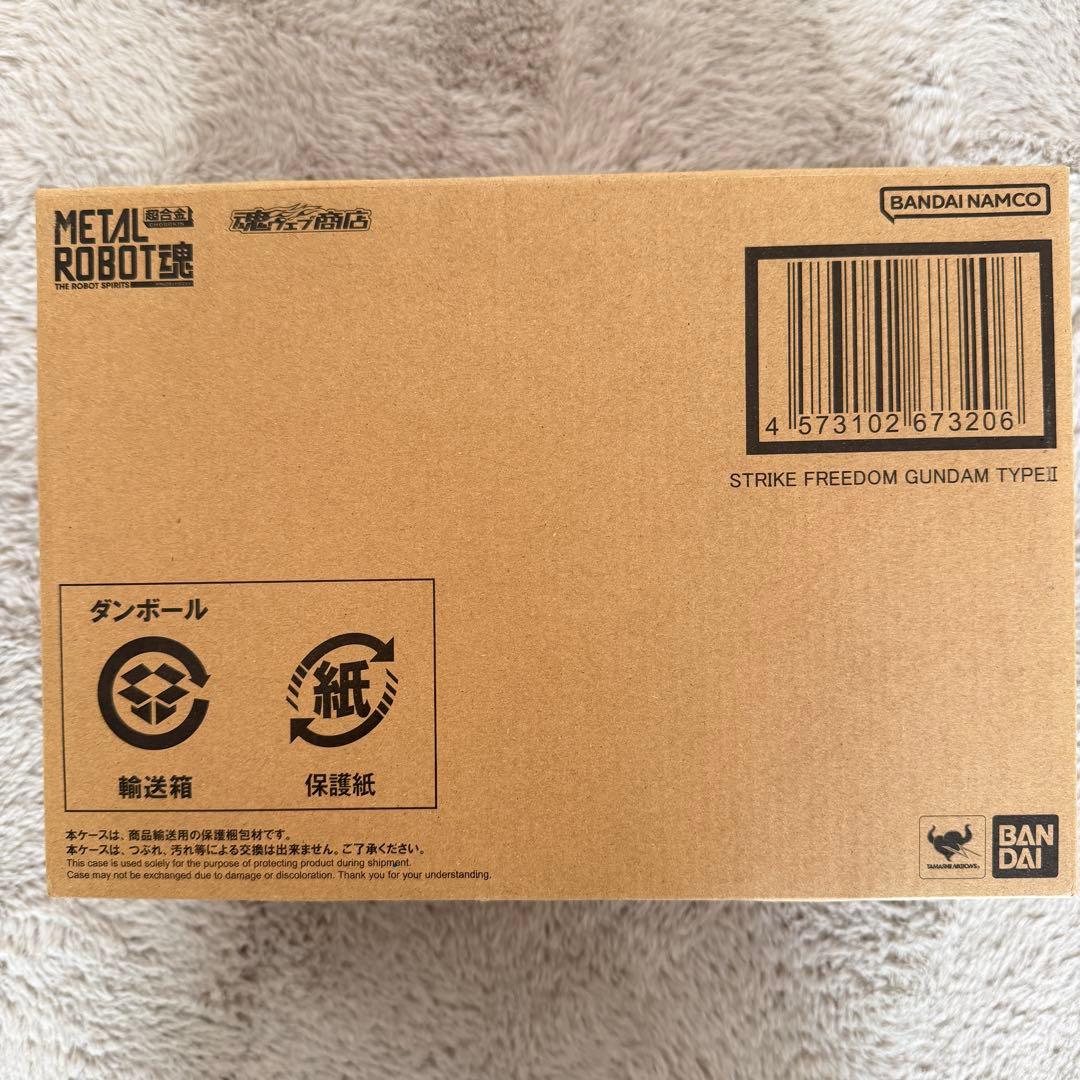 METAL
ROBOT魂
超合金
CHOGOKIN
THE ROBOT SPIRITS
魂ウェブ商店
BANDAI NAMCO
4 573102 673206
STRIKE FREEDOM GUNDAM TYPEⅡ
ダンボール
紙
輸送箱
保護紙
本ケースは、商品輸送用の保護梱包材です。
本ケースは、つぶれ、汚れ等による交換は出来ません。ご了承ください。
This case is used solely for the purpose of protecting product during shipment.
Case may not be exchanged due to damage or discoloration. Thank you for your understanding.
TAMASHII NATIONS
BAN
DAI